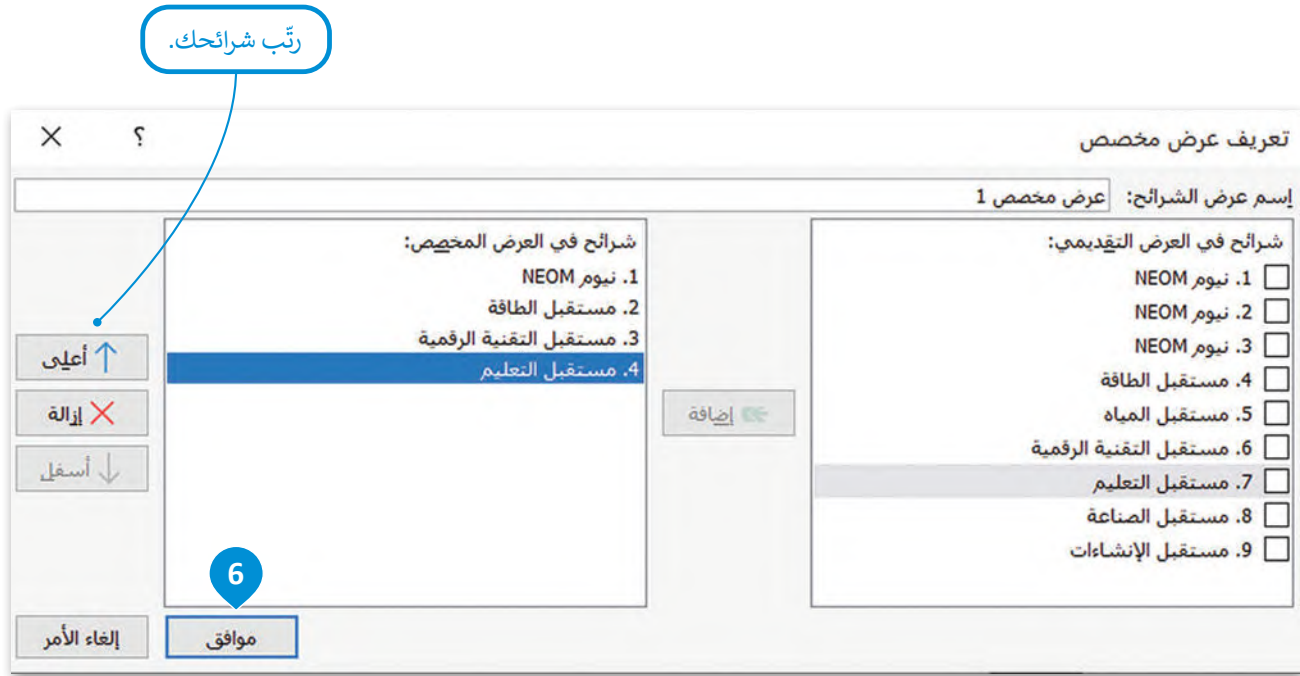 رتّب شرائحك.
تعريف عرض مخصص
؟
إسم عرض الشرائح: عرض مخصص 1
شرائح في العرض التقديمي:
1. نيوم NEOM
2. نيوم NEOM
3. نيوم NEOM
4. مستقبل الطاقة
5. مستقبل المياه
6. مستقبل التقنية الرقمية
7. مستقبل التعليم
8. مستقبل الصناعة
9. مستقبل الإنشاءات
إضافة
شرائح في العرض المخصص:
1. نيوم NEOM
2. مستقبل الطاقة
3. مستقبل التقنية الرقمية
4. مستقبل التعليم
أعلى
إزالة
أسفل
6
موافق
إلغاء الأمر